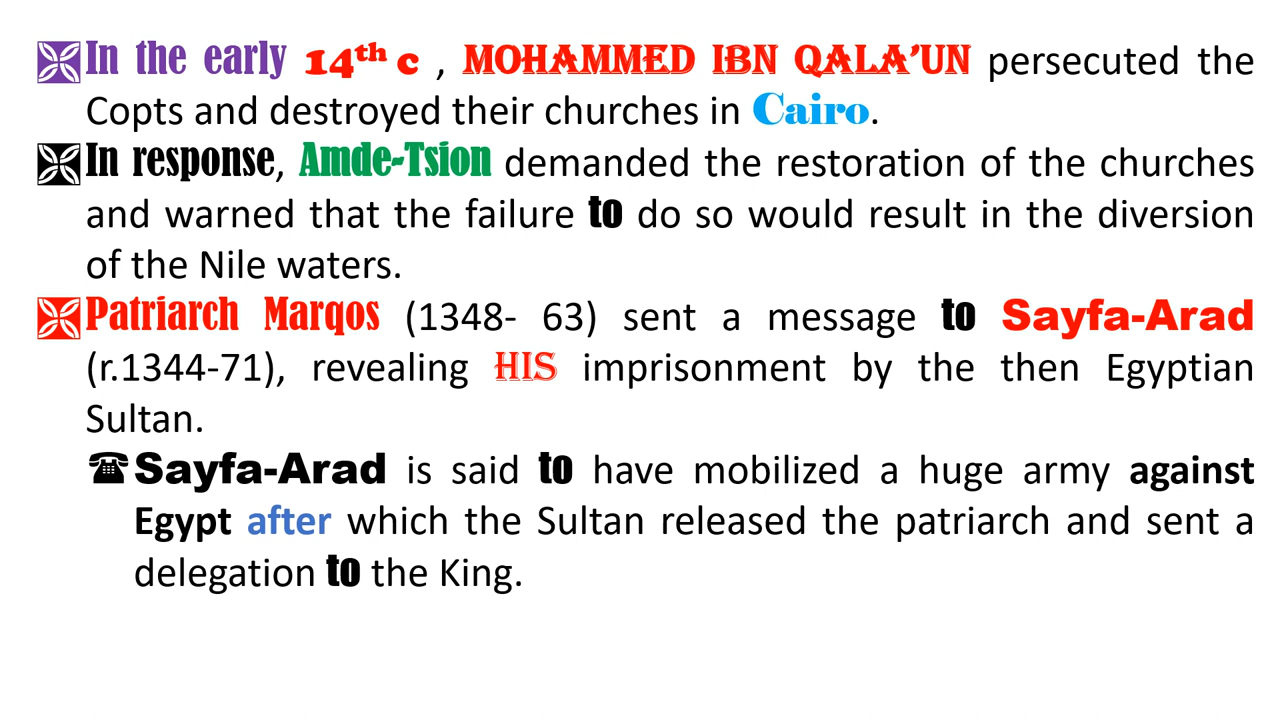 In the early 14th c , MOHAMMED IBN QALA’UN persecuted the
Copts and destroyed their churches in Cairo.
In response, Amde-Tsion demanded the restoration of the churches
and warned that the failure to do so would result in the diversion
of the Nile waters.
Patriarch Marqos (1348- 63) sent a message to Sayfa-Arad
(r.1344-71), revealing HIS imprisonment by the then Egyptian
Sultan.
Sayfa-Arad is said to have mobilized a huge army against
Egypt after which the Sultan released the patriarch and sent a
delegation to the King.